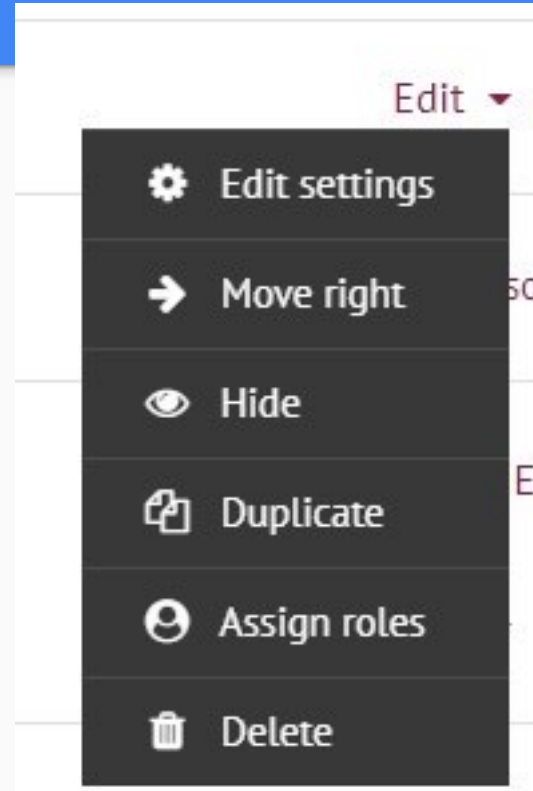 Edit
Edit settings
Move right
Hide
Duplicate
Assign roles
Delete